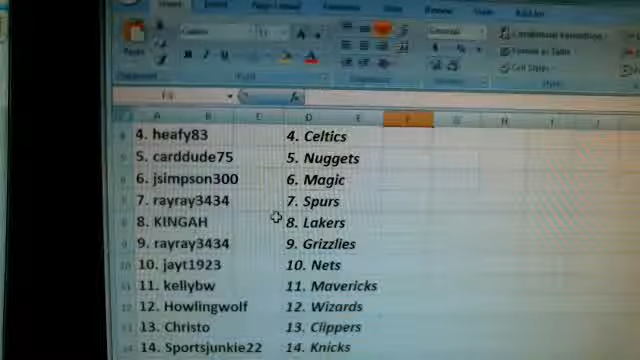 4. heafy83 4. Celtics
5. carddude75 5. Nuggets
6. jsimpson300 6. Magic
7. rayray3434 7. Spurs
8. KINGAH 8. Lakers
9. rayray3434 9. Grizzlies
10. jayt1923 10. Nets
11. kellybw 11. Mavericks
12. Howlingwolf 12. Wizards
13. Christo 13. Clippers
14. Sportsjunkie22 14. Knicks